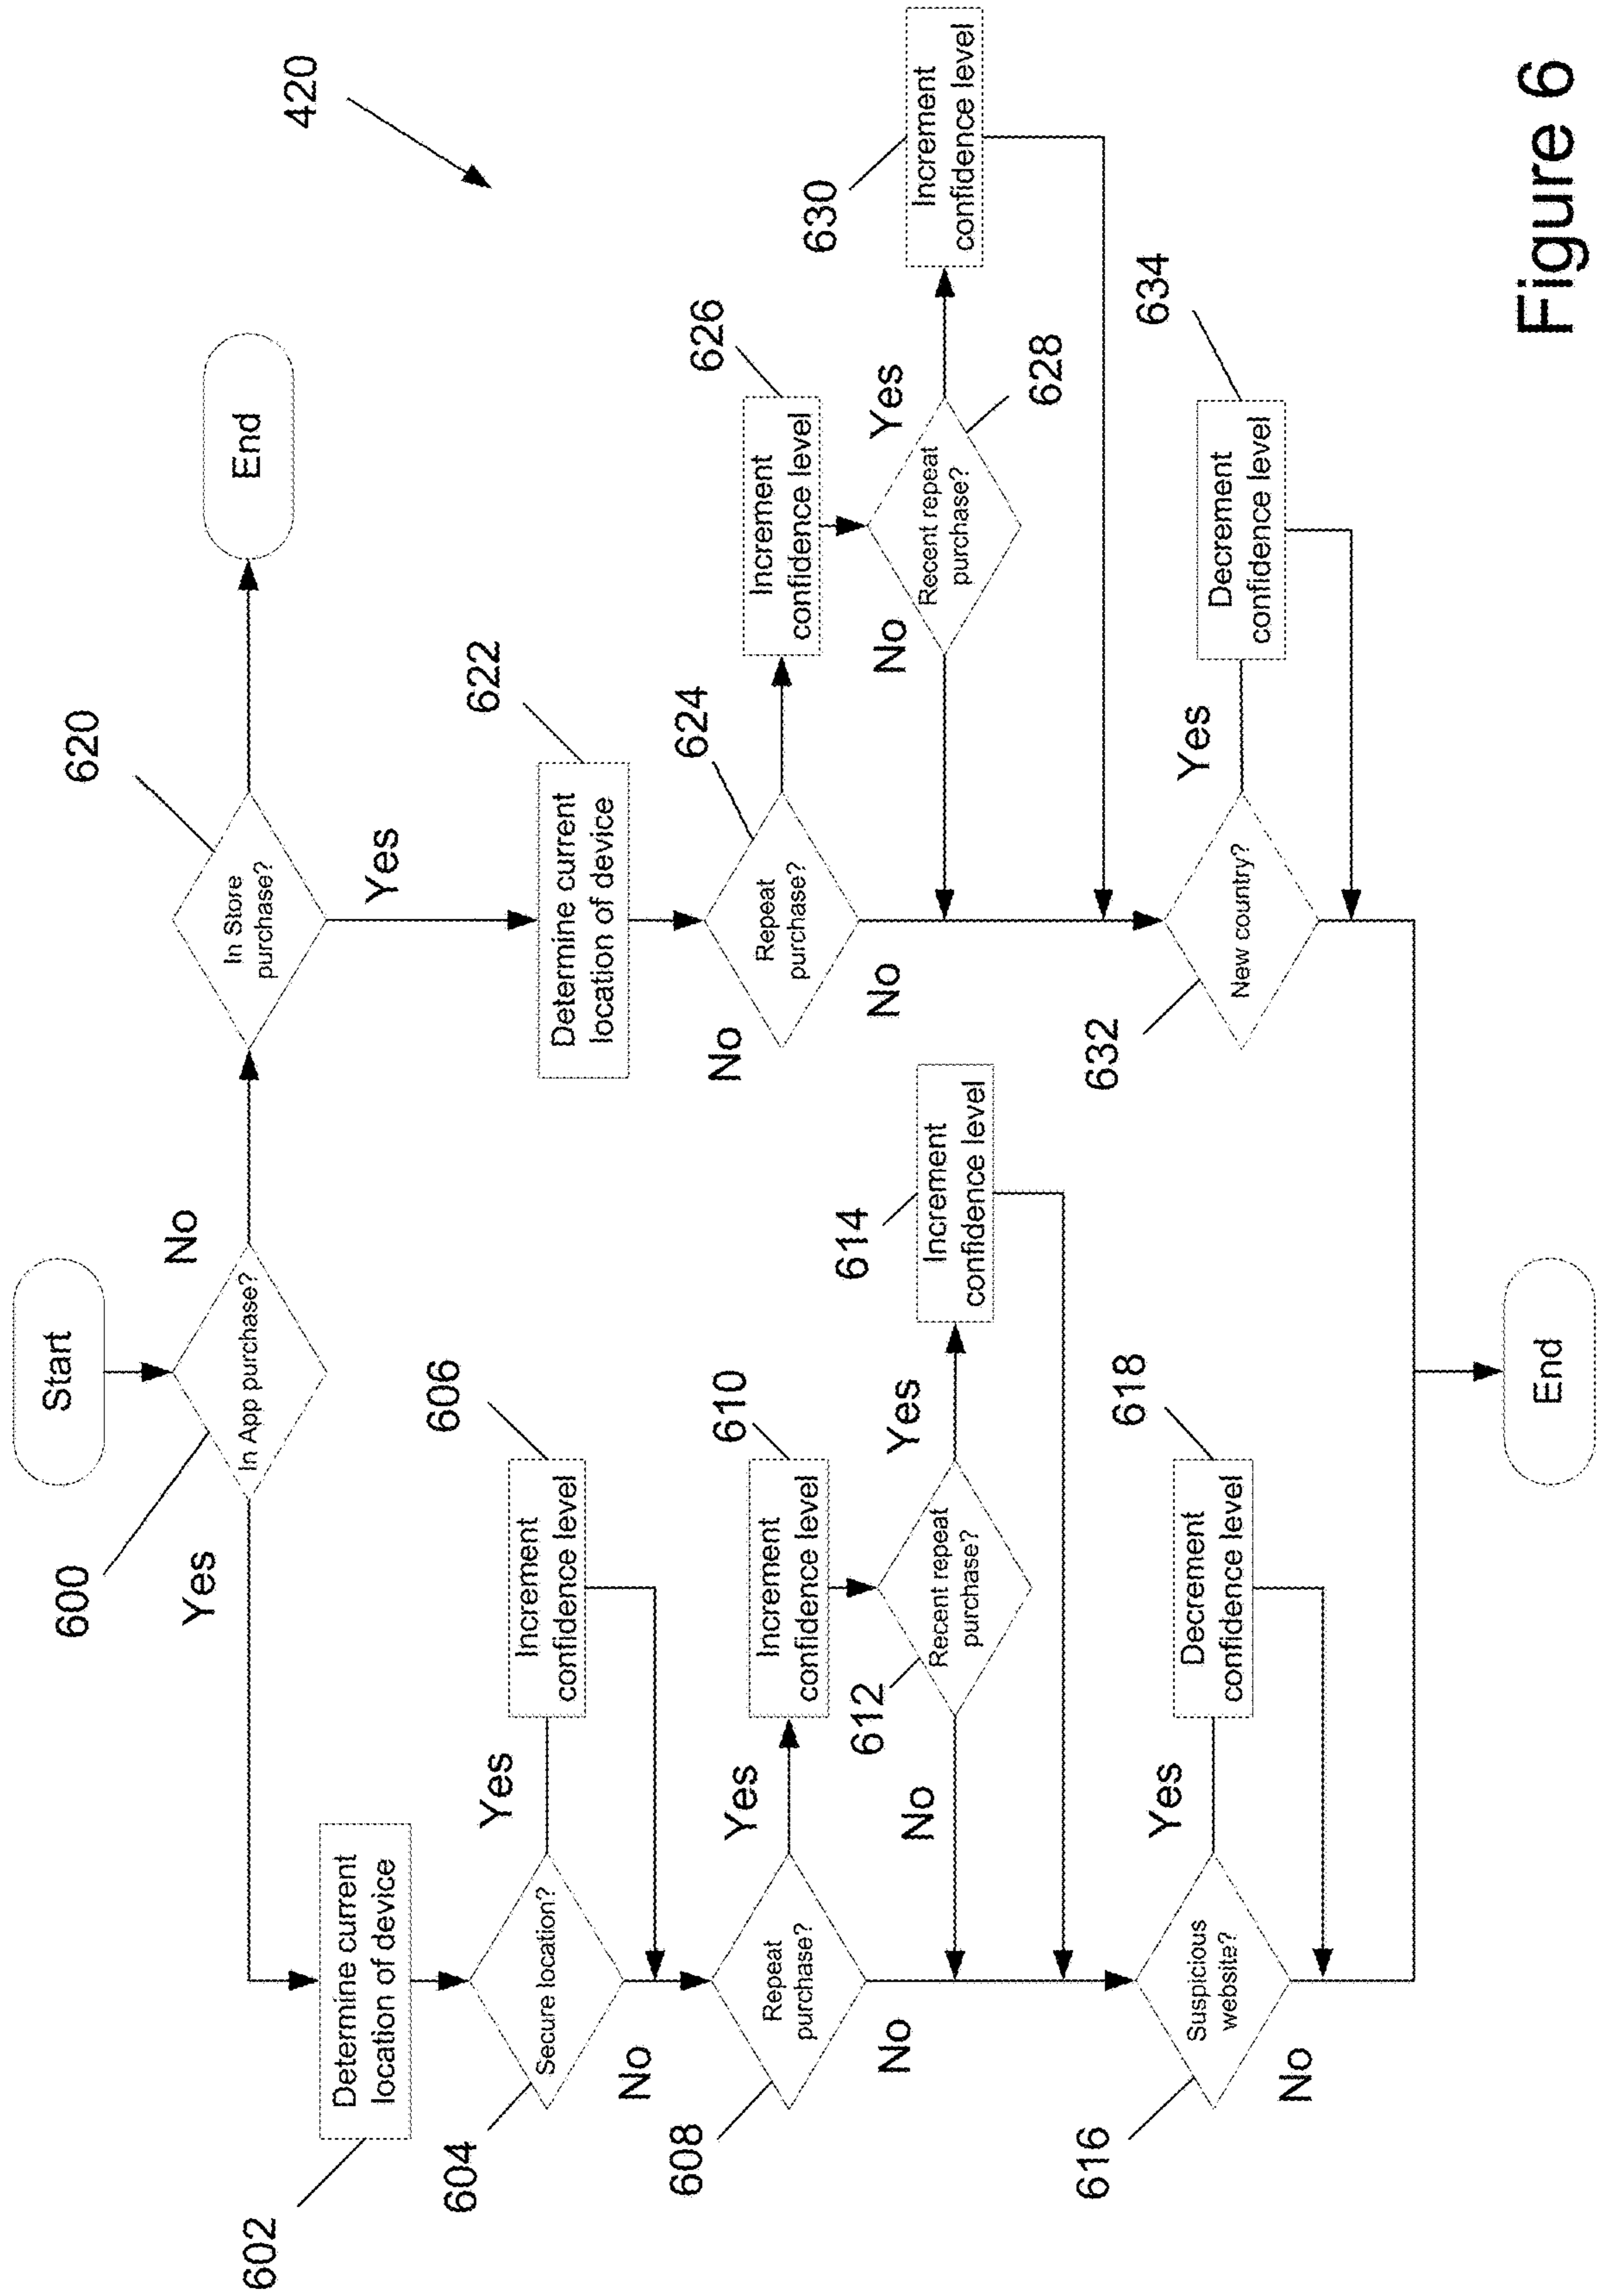 420
Start
600
In App purchase?
Yes
No
620
In Store
purchase?
End
Yes
602
Determine current
location of device
604
Secure location?
Yes
606
Increment
confidence level
No
608
Repeat
purchase?
Yes
610
Increment
confidence level
No
612
Recent repeat
purchase?
No
Yes
614
Increment
confidence level
616
Suspicious
website?
Yes
618
Decrement
confidence level
No
622
Determine current
location of device
624
Repeat
purchase?
No
No
626
Increment
confidence level
628
Recent repeat
purchase?
No
Yes
630
Increment
confidence level
632
New country?
Yes
634
Decrement
confidence level
End
Figure 6